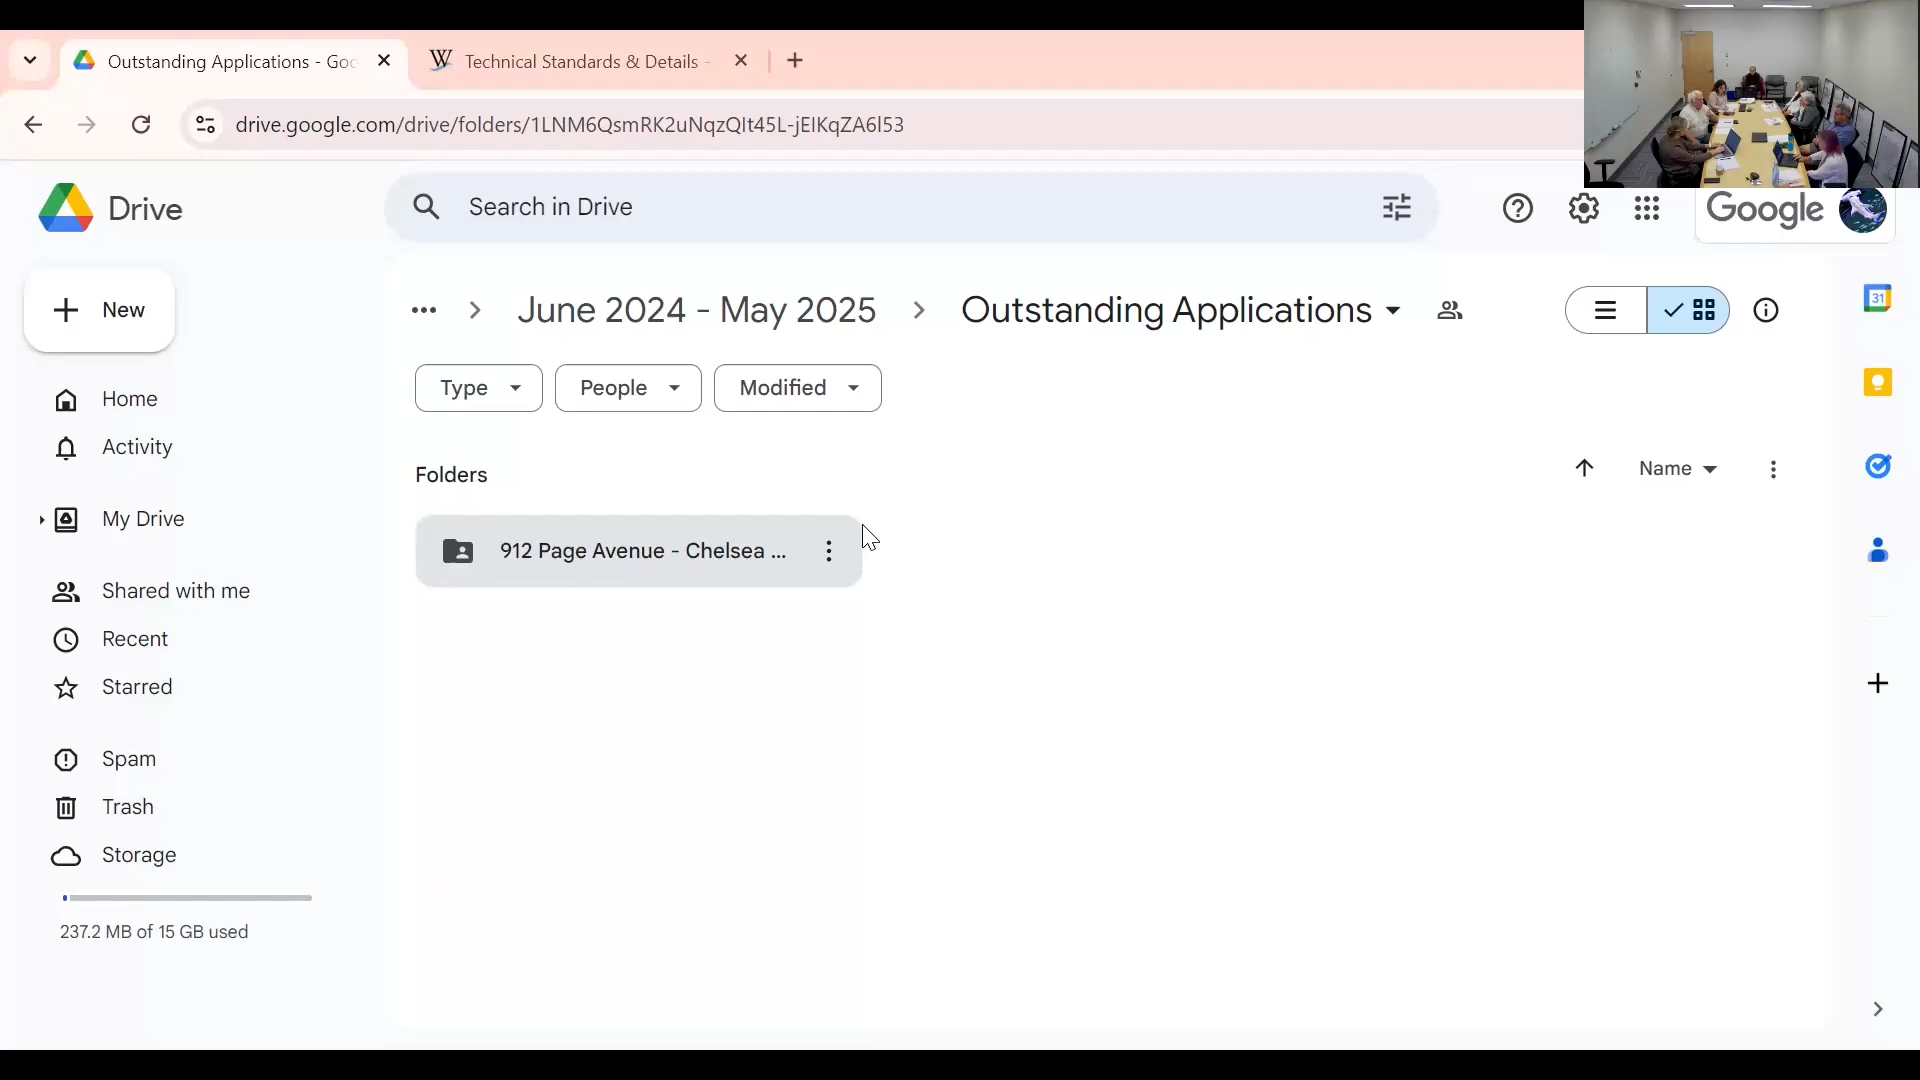 Outstanding Applications - Goo
Technical Standards & Details -
drive.google.com/drive/folders/1LNM6QsmRK2uNqzQIt45L-jEIKqZA6l53
Drive
Search in Drive
Google
New
June 2024 - May 2025
Outstanding Applications
31
Type
People
Modified
Home
Activity
Folders
Name
My Drive
912 Page Avenue - Chelsea ...
Shared with me
Recent
Starred
Spam
Trash
Storage
237.2 MB of 15 GB used